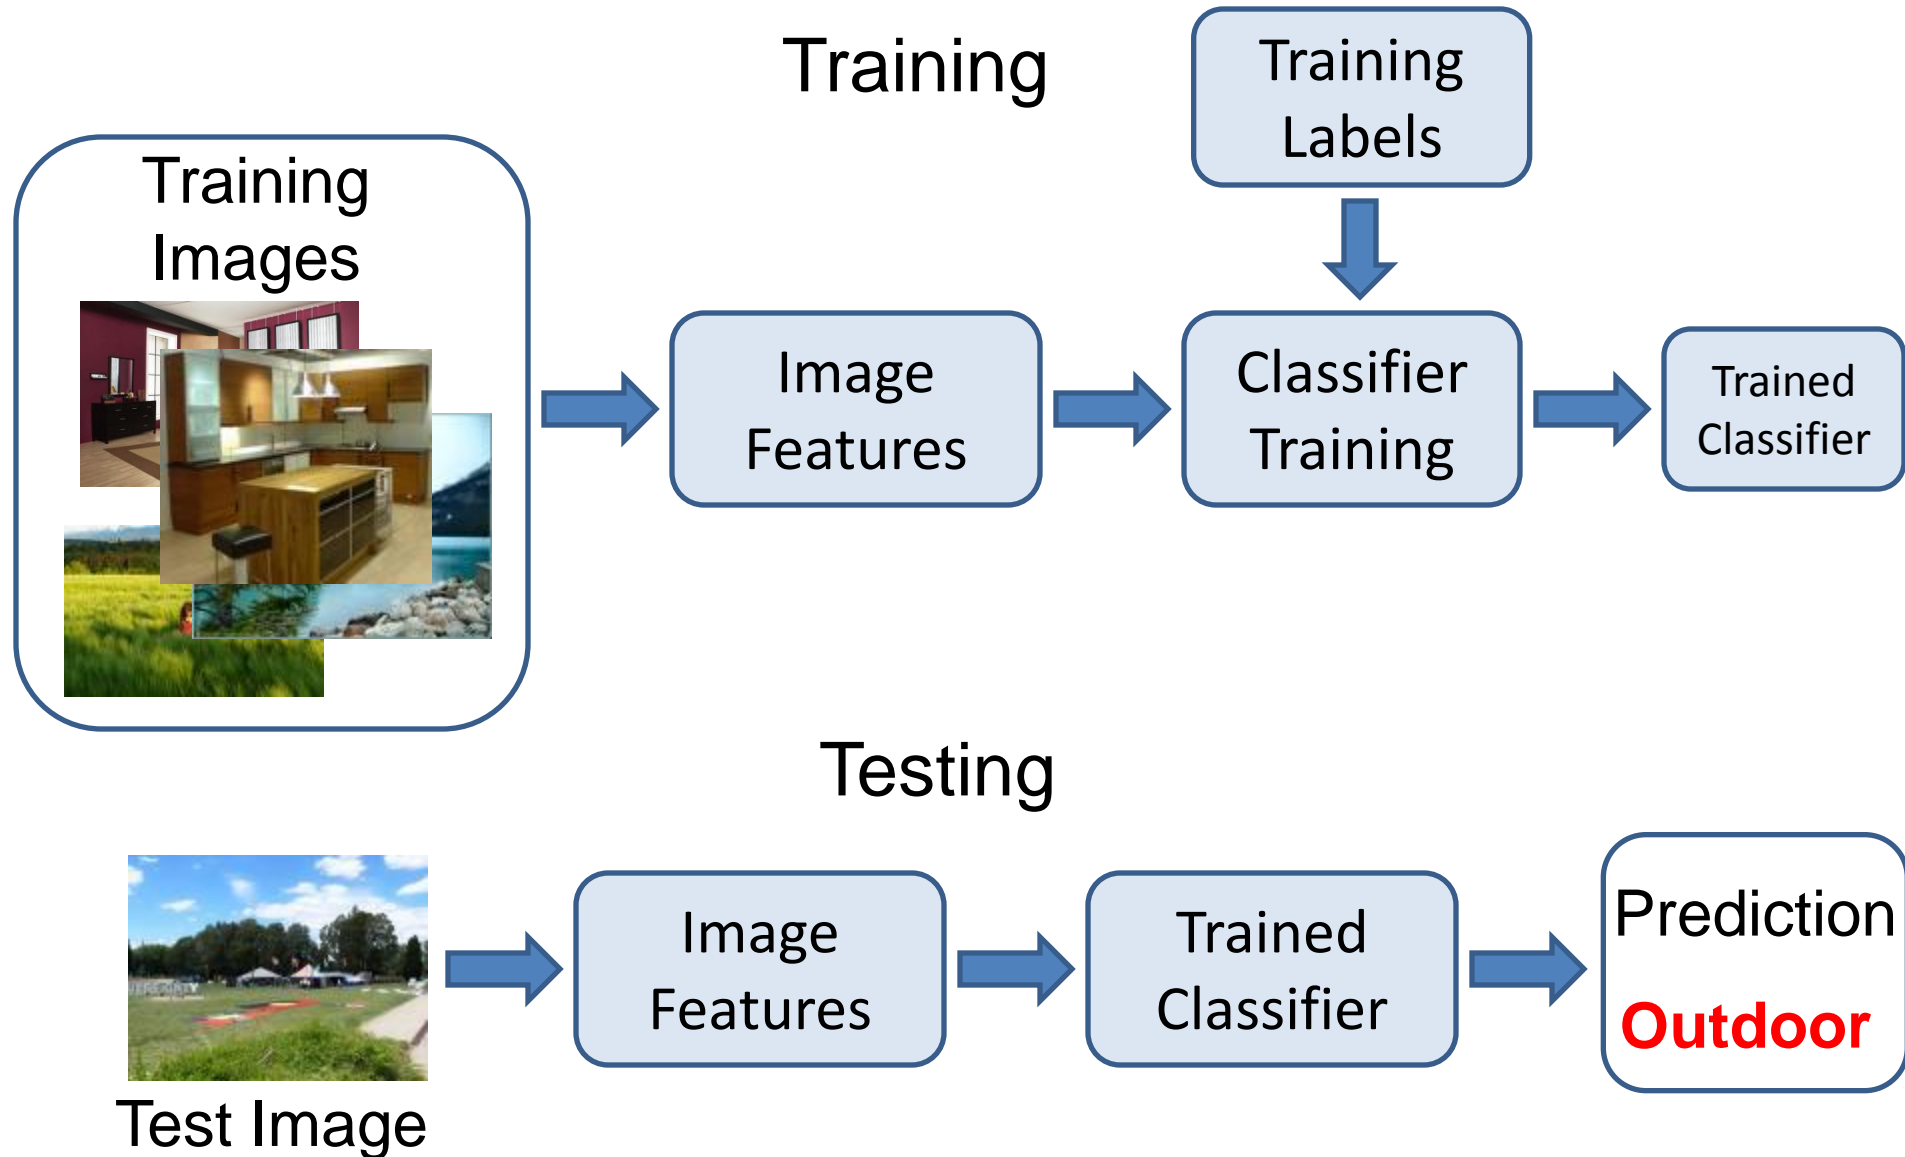 Training
Training
Labels
Training
Images
Image
Features
Classifier
Training
Trained
Classifier
Testing
Image
Features
Trained
Classifier
Prediction
Outdoor
Test Image